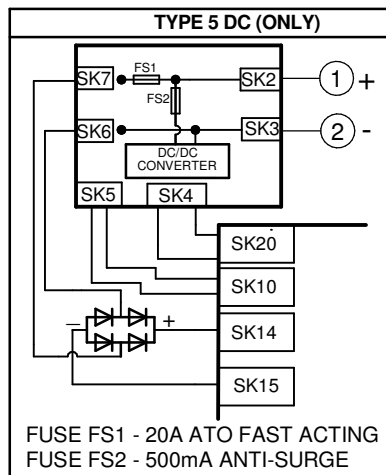 TYPE 5 DC (ONLY)
SK7
FS1
SK2
1
+
FS2
SK6
SK3
2
-
DC/DC
CONVERTER
SK5
SK4
SK20
SK10
–
+
SK14
SK15
FUSE FS1 - 20A ATO FAST ACTING
FUSE FS2 - 500mA ANTI-SURGE